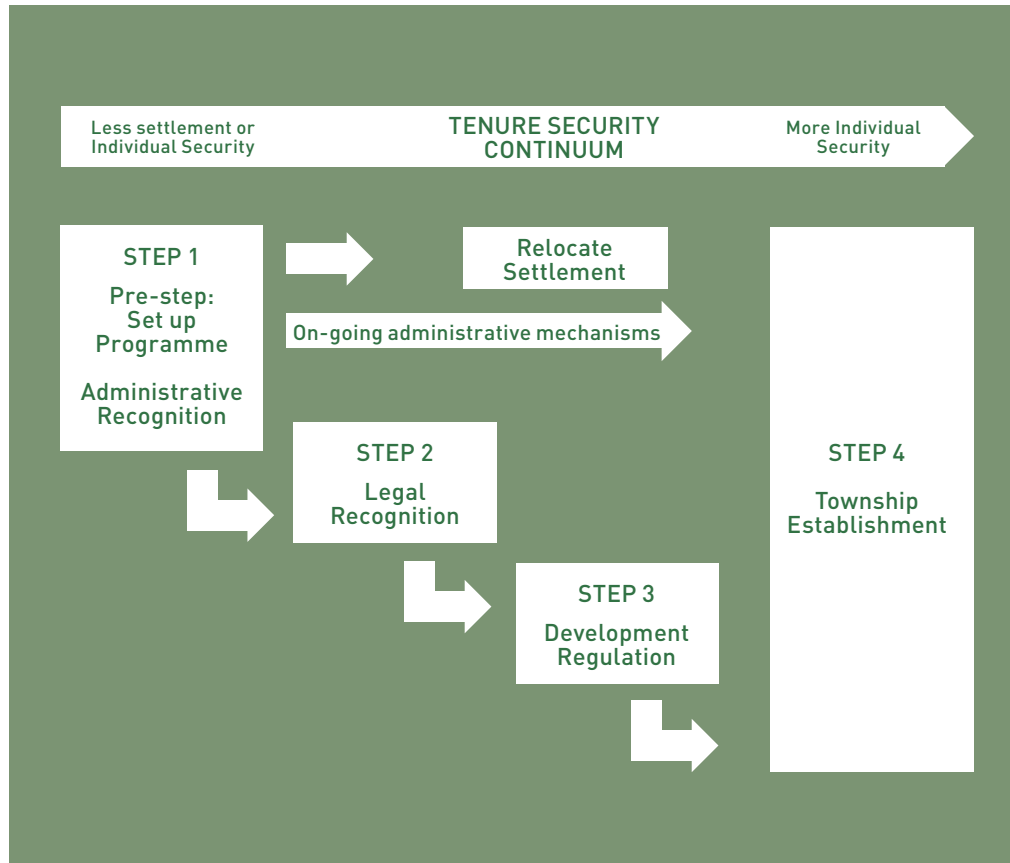 Less settlement or
Individual Security
TENURE SECURITY
CONTINUUM
More Individual
Security
STEP 1
Pre-step:
Set up
Programme
Administrative
Recognition
Relocate
Settlement
On-going administrative mechanisms
STEP 2
Legal
Recognition
STEP 3
Development
Regulation
STEP 4
Township
Establishment